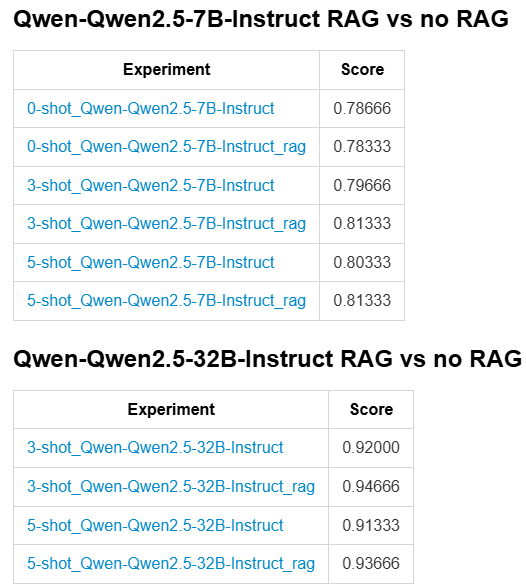 Qwen-Qwen2.5-7B-Instruct RAG vs no RAG
Experiment Score
0-shot_Qwen-Qwen2.5-7B-Instruct 0.78666
0-shot_Qwen-Qwen2.5-7B-Instruct_rag 0.78333
3-shot_Qwen-Qwen2.5-7B-Instruct 0.79666
3-shot_Qwen-Qwen2.5-7B-Instruct_rag 0.81333
5-shot_Qwen-Qwen2.5-7B-Instruct 0.80333
5-shot_Qwen-Qwen2.5-7B-Instruct_rag 0.81333
Qwen-Qwen2.5-32B-Instruct RAG vs no RAG
Experiment Score
3-shot_Qwen-Qwen2.5-32B-Instruct 0.92000
3-shot_Qwen-Qwen2.5-32B-Instruct_rag 0.94666
5-shot_Qwen-Qwen2.5-32B-Instruct 0.91333
5-shot_Qwen-Qwen2.5-32B-Instruct_rag 0.93666